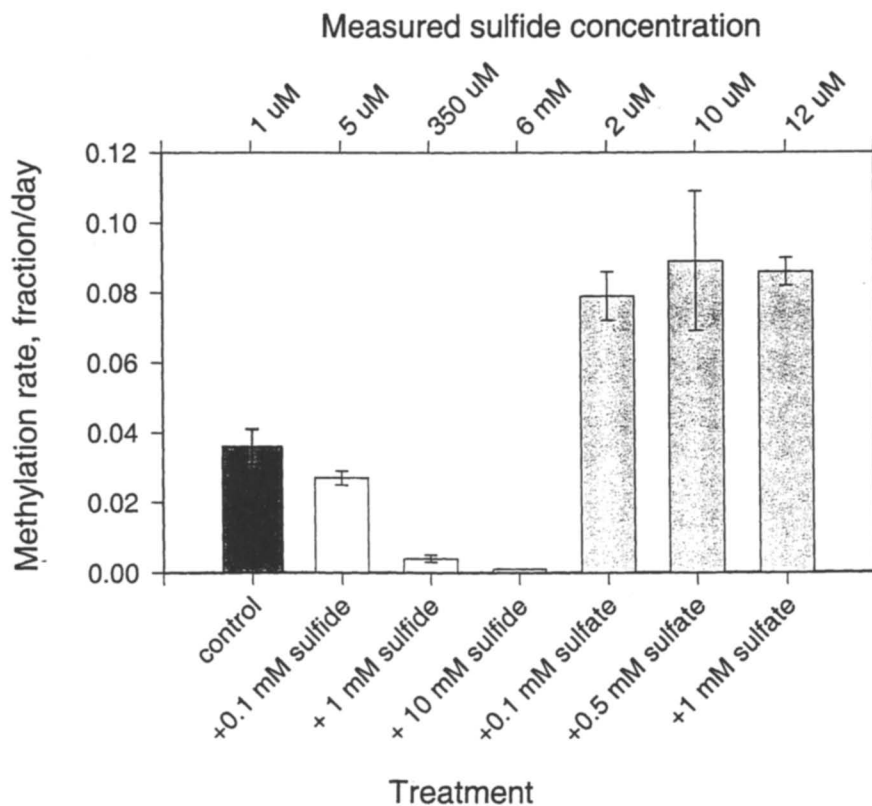 Measured sulfide concentration
1 uM
5 uM
350 uM
6 mM
2 uM
10 uM
12 uM
Methylation rate, fraction/day
0.12
0.10
0.08
0.06
0.04
0.02
0.00
control
+0.1 mM sulfide
+ 1 mM sulfide
+ 10 mM sulfide
+0.1 mM sulfate
+0.5 mM sulfate
+1 mM sulfate
Treatment